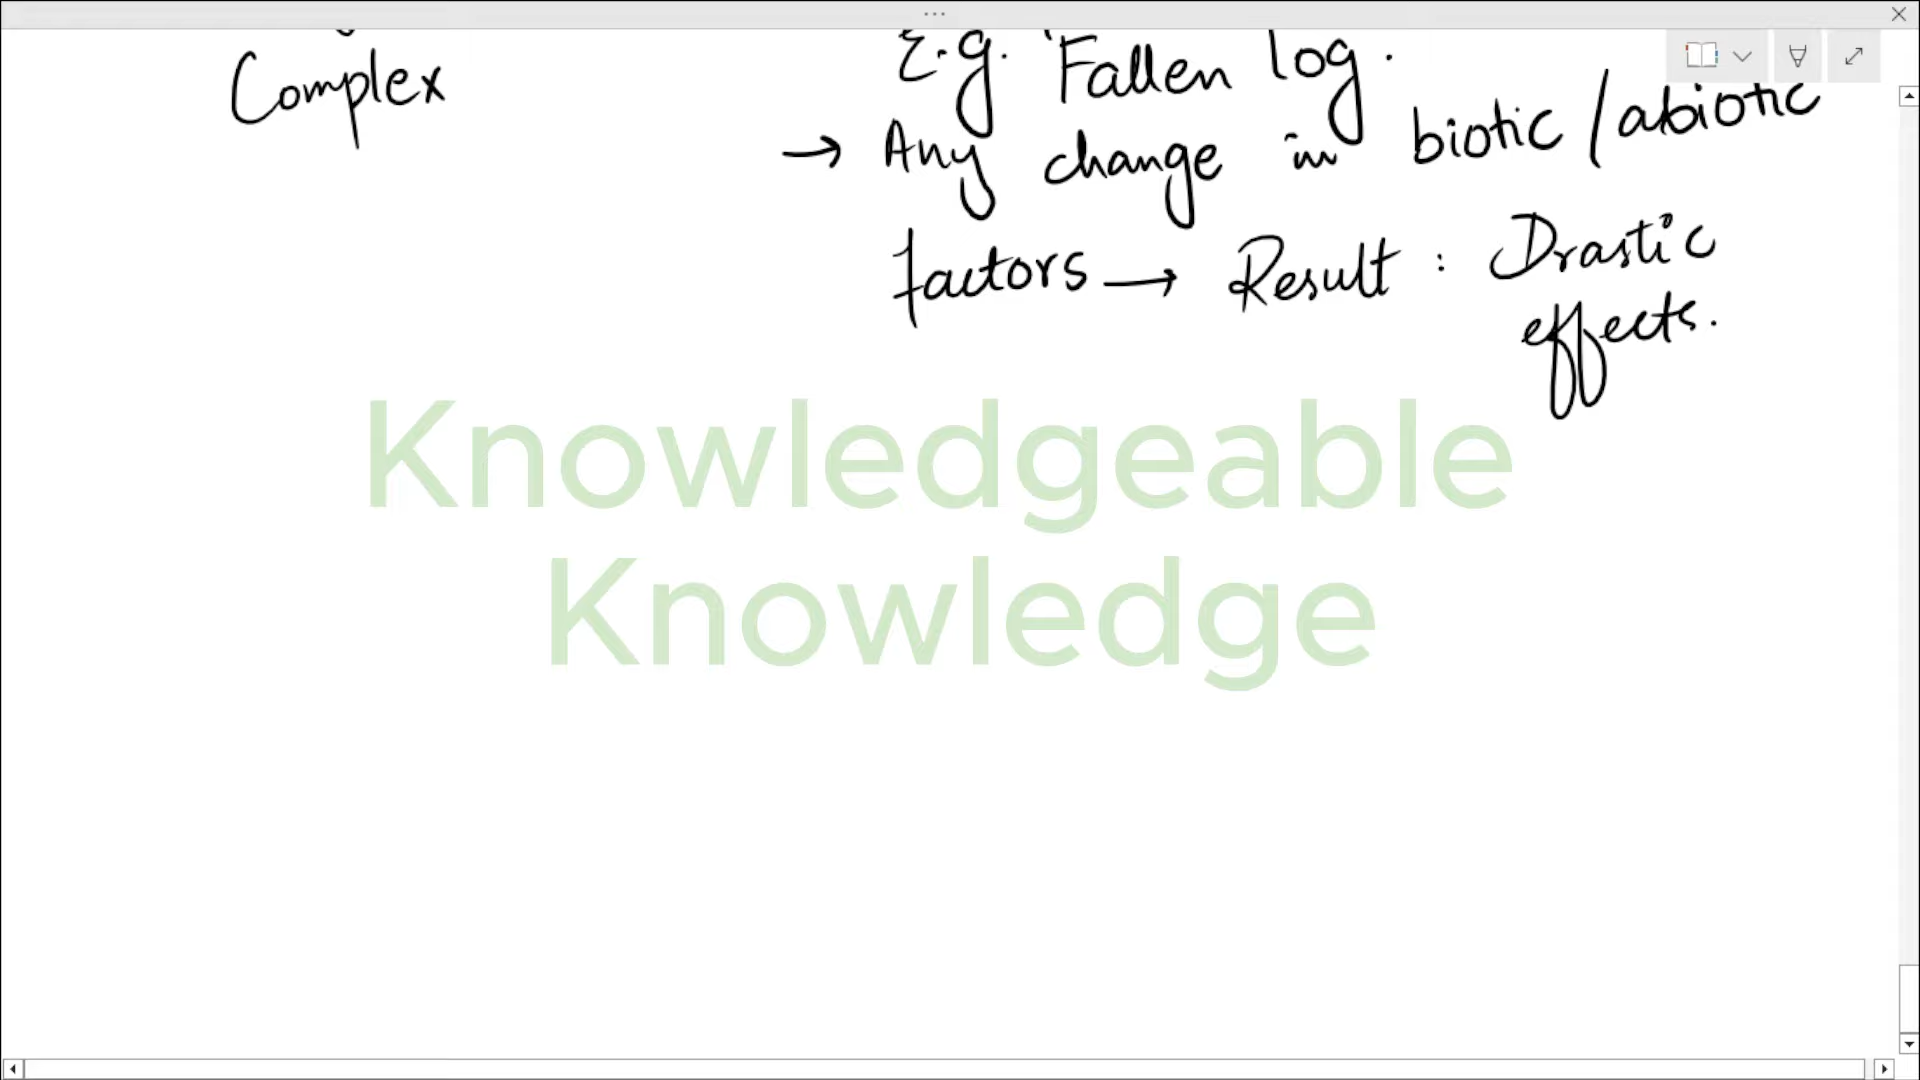 E.g. Fallen log.
Complex
→ Any change in biotic / abiotic
factors → Result : Drastic
effects.
Knowledgeable
Knowledge